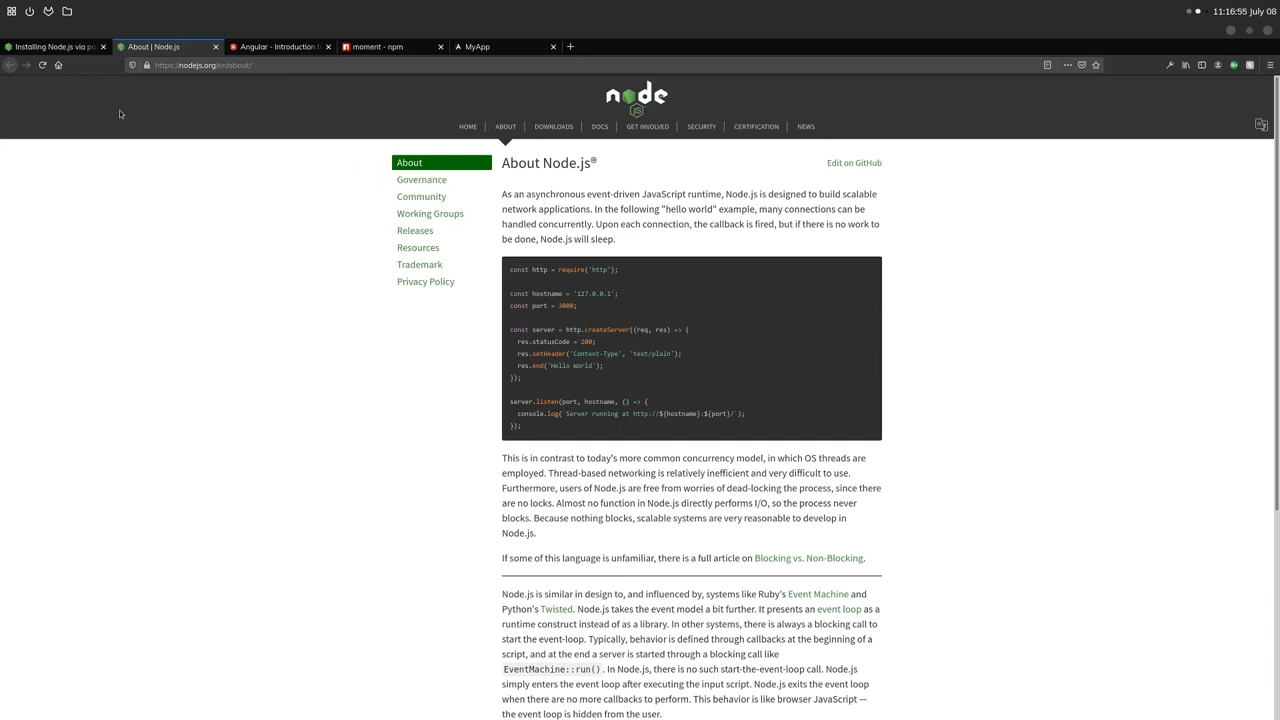 11:16:55 July 08
Installing Node.js via pa
About | Node.js
Angular - Introduction t
moment - npm
MyApp
https://nodejs.org/en/about/
node
JS
HOME
ABOUT
DOWNLOADS
DOCS
GET INVOLVED
SECURITY
CERTIFICATION
NEWS
About
Governance
Community
Working Groups
Releases
Resources
Trademark
Privacy Policy
About Node.js®
Edit on GitHub
As an asynchronous event-driven JavaScript runtime, Node.js is designed to build scalable
network applications. In the following "hello world" example, many connections can be
handled concurrently. Upon each connection, the callback is fired, but if there is no work to
be done, Node.js will sleep.
const http = require('http');
const hostname = '127.0.0.1';
const port = 3000;
const server = http.createServer((req, res) => {
res.statusCode = 200;
res.setHeader('Content-Type', 'text/plain');
res.end('Hello World');
});
server.listen(port, hostname, () => {
console.log(`Server running at http://${hostname}:${port}/`);
});
This is in contrast to today's more common concurrency model, in which OS threads are
employed. Thread-based networking is relatively inefficient and very difficult to use.
Furthermore, users of Node.js are free from worries of dead-locking the process, since there
are no locks. Almost no function in Node.js directly performs I/O, so the process never
blocks. Because nothing blocks, scalable systems are very reasonable to develop in
Node.js.
If some of this language is unfamiliar, there is a full article on Blocking vs. Non-Blocking.
Node.js is similar in design to, and influenced by, systems like Ruby's Event Machine and
Python's Twisted. Node.js takes the event model a bit further. It presents an event loop as a
runtime construct instead of as a library. In other systems, there is always a blocking call to
start the event-loop. Typically, behavior is defined through callbacks at the beginning of a
script, and at the end a server is started through a blocking call like
EventMachine::run(). In Node.js, there is no such start-the-event-loop call. Node.js
simply enters the event loop after executing the input script. Node.js exits the event loop
when there are no more callbacks to perform. This behavior is like browser JavaScript —
the event loop is hidden from the user.